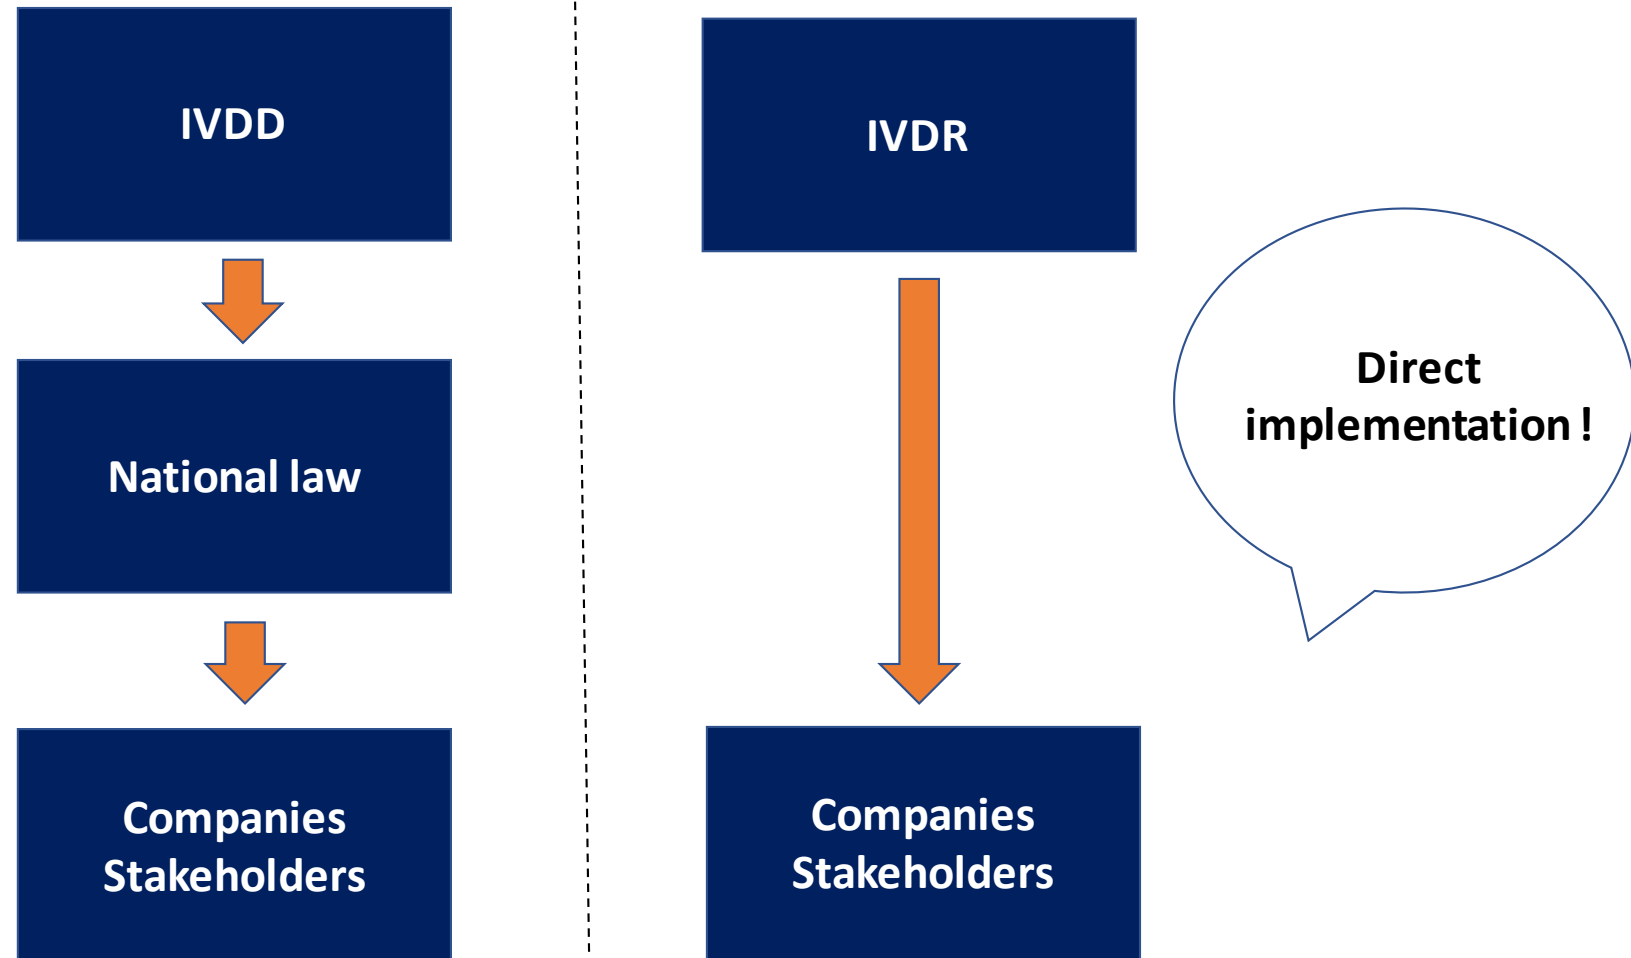 IVDD
National law
Companies
Stakeholders
IVDR
Companies
Stakeholders
Direct
implementation !